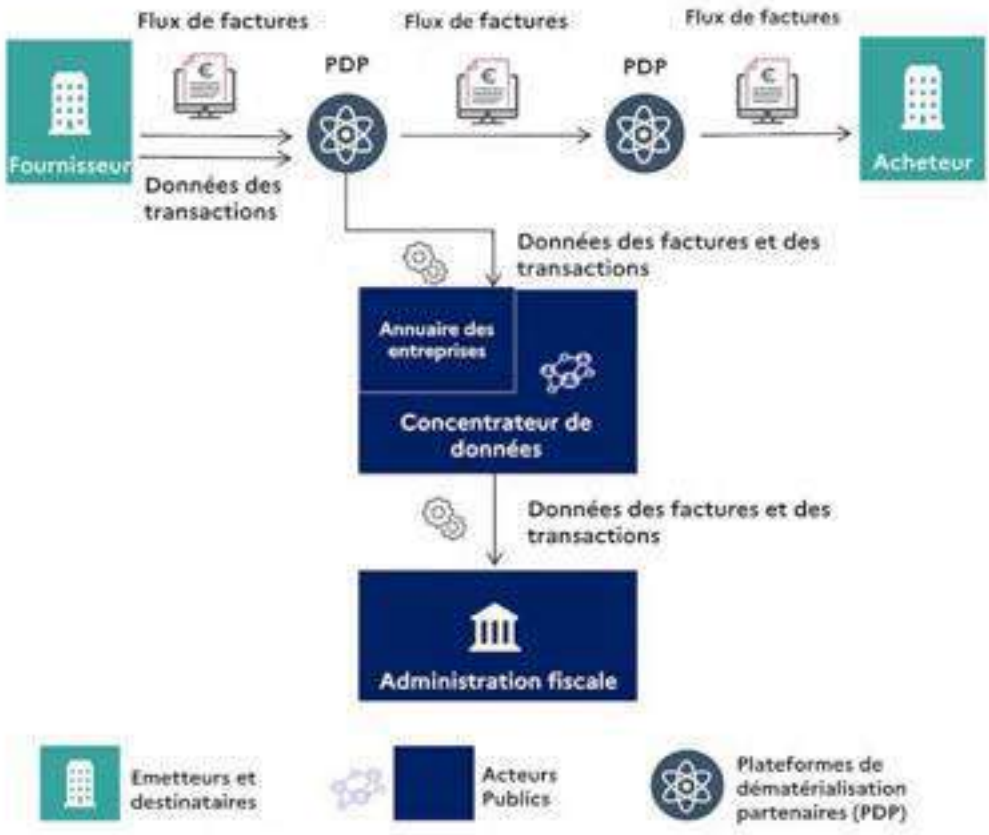 Flux de factures
Flux de factures
Flux de factures
PDP
PDP
Fournisseur
Acheteur
Données des
transactions
Données des factures et des
transactions
Annuaire des
entreprises
Concentrateur de
données
Données des factures et des
transactions
Administration fiscale
Emetteurs et
destinataires
Acteurs
Publics
Plateformes de
dématérialisation
partenaires (PDP)